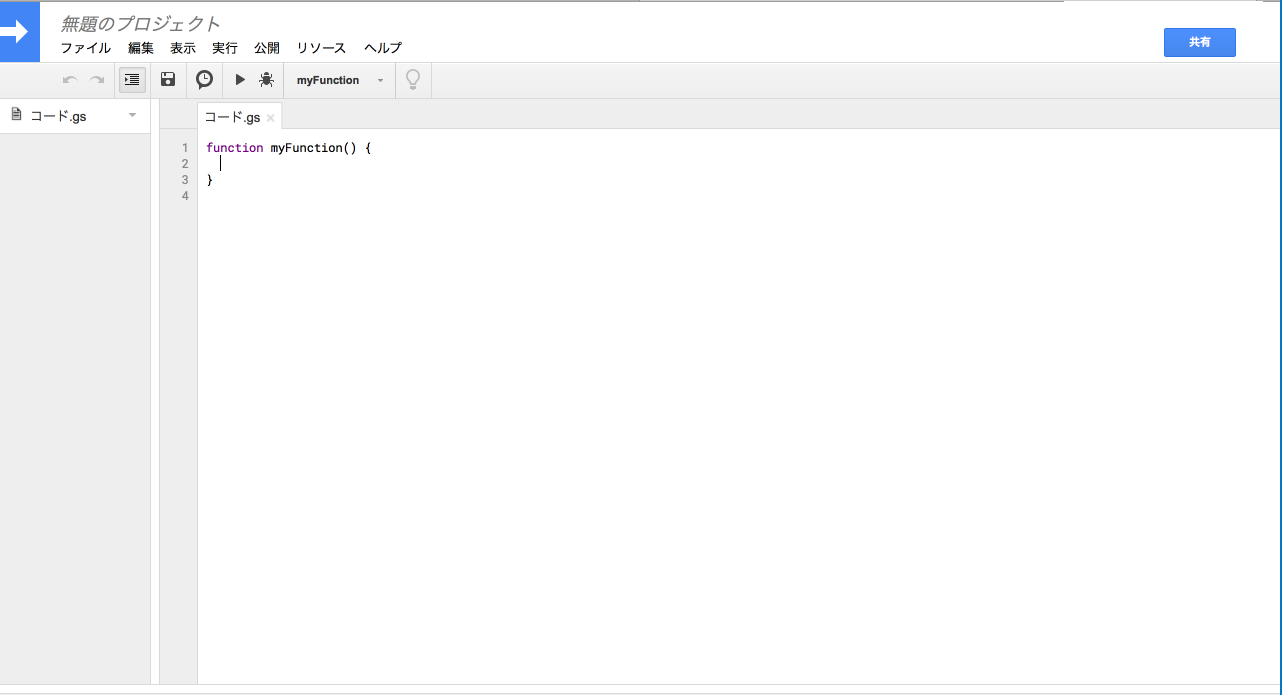 無題のプロジェクト
ファイル 編集 表示 実行 公開 リソース ヘルプ
共有
myFunction
コード.gs
コード.gs
1 function myFunction() {
2
3 }
4